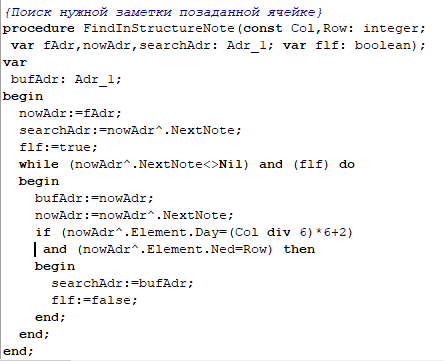 {Поиск нужной заметки позаданной ячейке}
procedure FindInStructureNote(const Col,Row: integer;
var fAdr,nowAdr,searchAdr: Adr_1; var flf: boolean);
var
bufAdr: Adr_1;
begin
nowAdr:=fAdr;
searchAdr:=nowAdr^.NextNote;
flf:=true;
while (nowAdr^.NextNote<>Nil) and (flf) do
begin
bufAdr:=nowAdr;
nowAdr:=nowAdr^.NextNote;
if (nowAdr^.Element.Day=(Col div 6)*6+2)
and (nowAdr^.Element.Ned=Row) then
begin
searchAdr:=bufAdr;
flf:=false;
end;
end;
end;